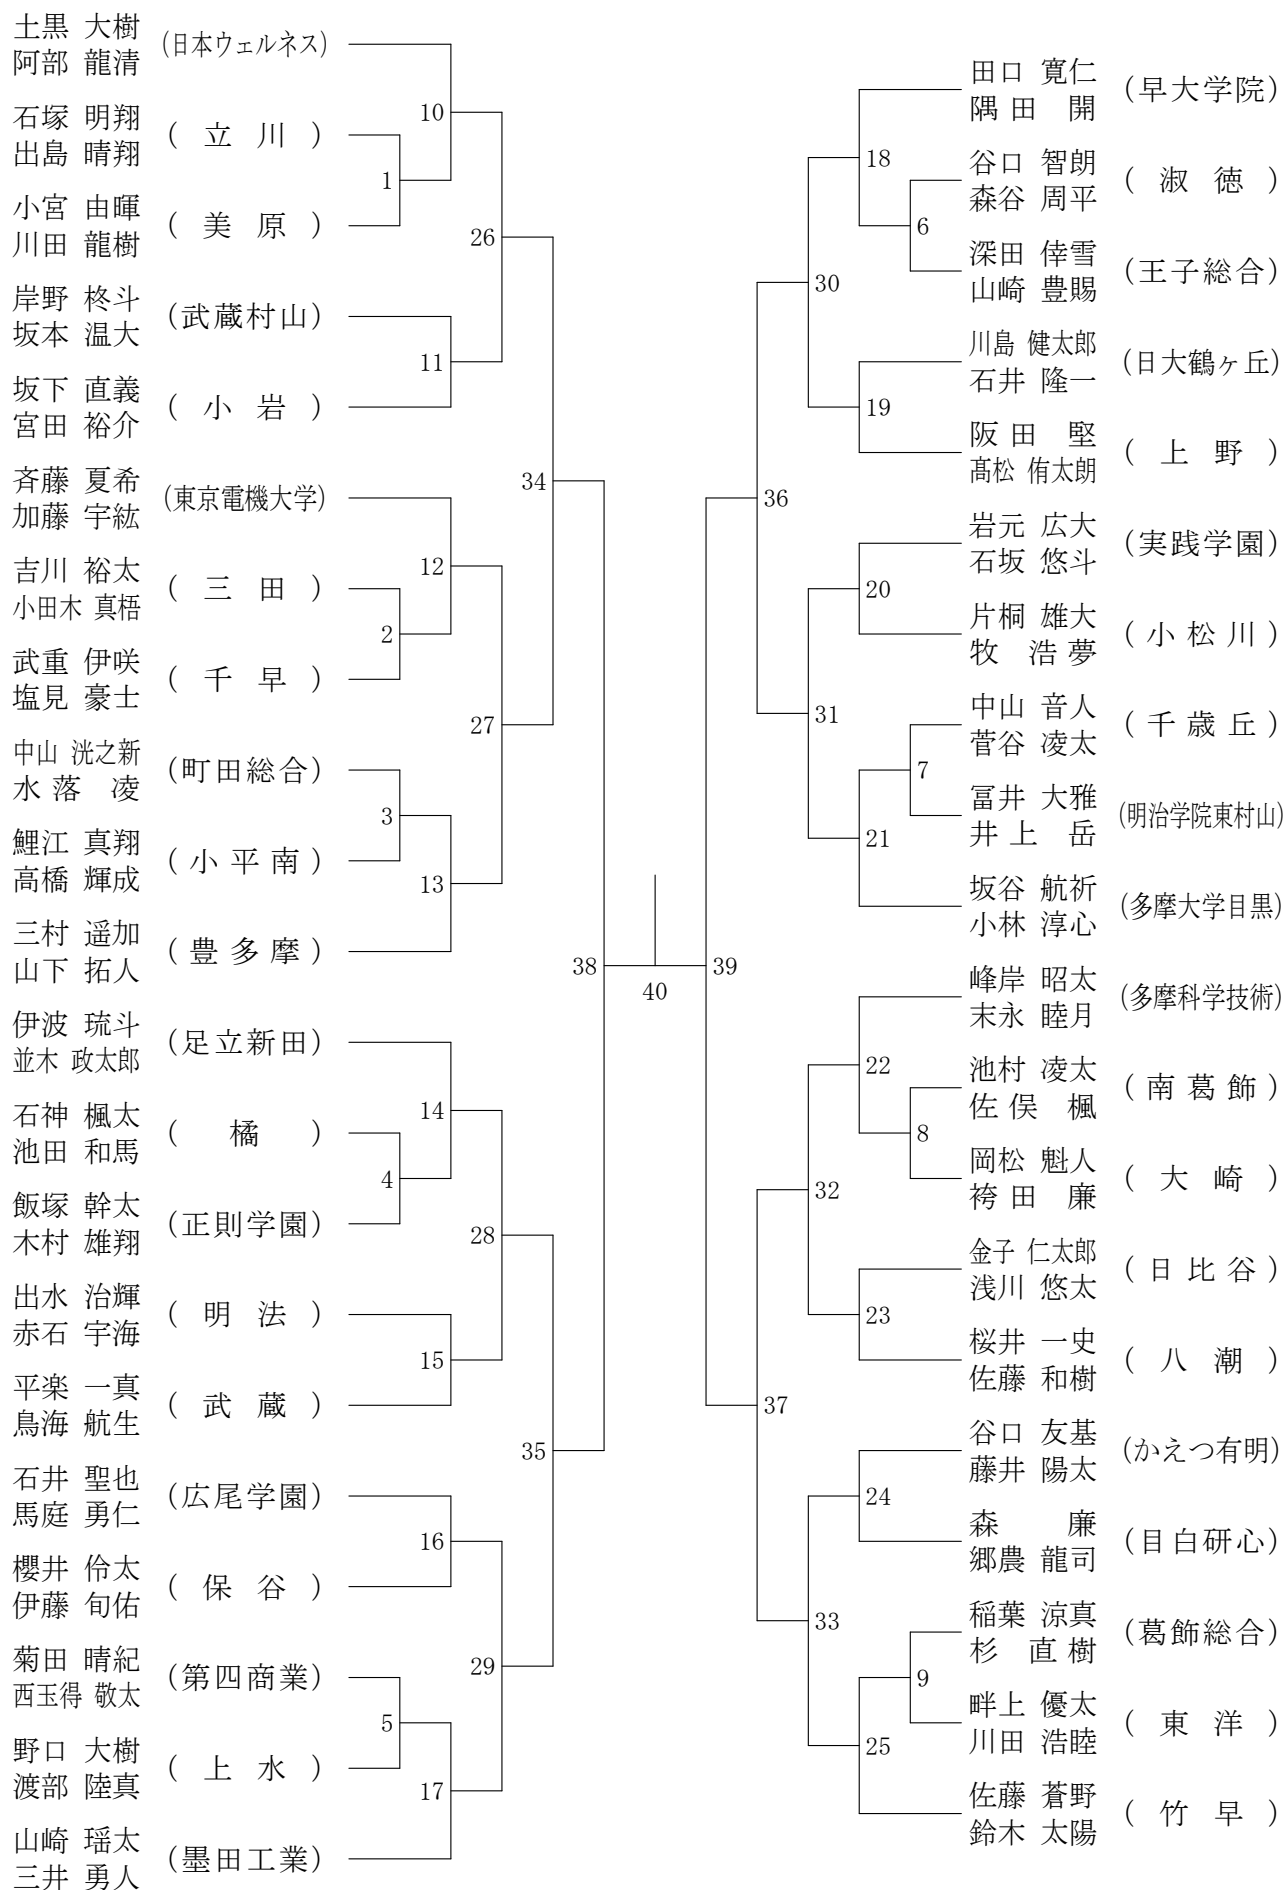 土黒 大樹
阿部 龍清
(日本ウェルネス)
石塚 明翔
出島 晴翔
( 立 川 )
小宮 由暉
川田 龍樹
( 美 原 )
岸野 柊斗
坂本 温大
(武蔵村山)
坂下 直義
宮田 裕介
( 小 岩 )
斉藤 夏希
加藤 宇紘
(東京電機大学)
吉川 裕太
小田木 真梧
( 三 田 )
武重 伊咲
塩見 豪士
( 千 早 )
中山 洸之新
水落 凌
(町田総合)
鯉江 真翔
高橋 輝成
( 小 平 南 )
三村 遥加
山下 拓人
( 豊 多 摩 )
伊波 琉斗
並木 政太郎
(足立新田)
石神 楓太
池田 和馬
( 橘 )
飯塚 幹太
木村 雄翔
(正則学園)
出水 治輝
赤石 宇海
( 明 法 )
平楽 一真
鳥海 航生
( 武 蔵 )
石井 聖也
馬庭 勇仁
(広尾学園)
櫻井 伶太
伊藤 旬佑
( 保 谷 )
菊田 晴紀
西玉得 敬太
(第四商業)
野口 大樹
渡部 陸真
( 上 水 )
山崎 瑶太
三井 勇人
(墨田工業)
1
2
3
4
5
10
11
12
13
14
15
16
17
26
27
28
29
34
35
38
40
39
36
37
30
31
32
33
18
19
20
21
22
23
24
25
6
7
8
9
田口 寛仁
隅田 開
(早大学院)
谷口 智朗
森谷 周平
( 淑 徳 )
深田 倖雪
山崎 豊賜
(王子総合)
川島 健太郎
石井 隆一
(日大鶴ヶ丘)
阪田 堅
髙松 侑太朗
( 上 野 )
岩元 広大
石坂 悠斗
(実践学園)
片桐 雄大
牧 浩夢
( 小 松 川 )
中山 音人
菅谷 凌太
( 千 歳 丘 )
冨井 大雅
井上 岳
(明治学院東村山)
坂谷 航祈
小林 淳心
(多摩大学目黒)
峰岸 昭太
末永 睦月
(多摩科学技術)
池村 凌太
佐俣 楓
( 南 葛 飾 )
岡松 魁人
袴田 廉
( 大 崎 )
金子 仁太郎
浅川 悠太
( 日 比 谷 )
桜井 一史
佐藤 和樹
( 八 潮 )
谷口 友基
藤井 陽太
(かえつ有明)
森 廉
郷農 龍司
(目白研心)
稲葉 涼真
杉 直樹
(葛飾総合)
畔上 優太
川田 浩睦
( 東 洋 )
佐藤 蒼野
鈴木 太陽
( 竹 早 )